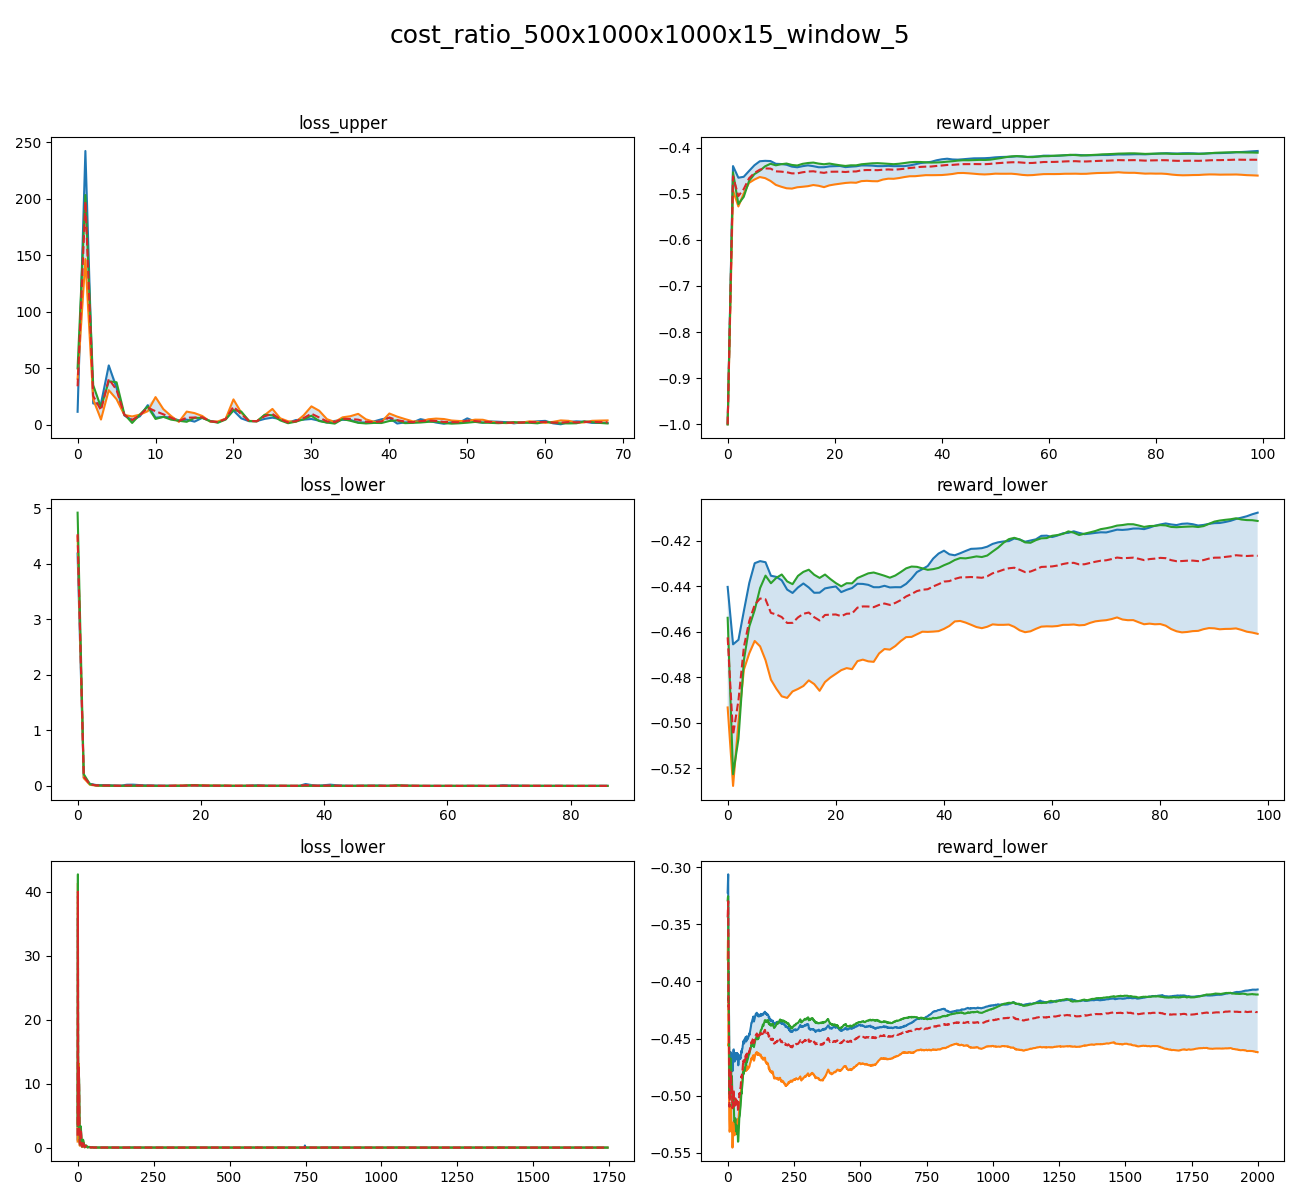 cost_ratio_500x1000x1000x15_window_5
loss_upper
250
200
150
100
50
0
0 10 20 30 40 50 60 70
reward_upper
−0.4
−0.5
−0.6
−0.7
−0.8
−0.9
−1.0
0 20 40 60 80 100
loss_lower
5
4
3
2
1
0
0 20 40 60 80
reward_lower
−0.42
−0.44
−0.46
−0.48
−0.50
−0.52
0 20 40 60 80 100
loss_lower
40
30
20
10
0
0 250 500 750 1000 1250 1500 1750
reward_lower
−0.30
−0.35
−0.40
−0.45
−0.50
−0.55
0 250 500 750 1000 1250 1500 1750 2000